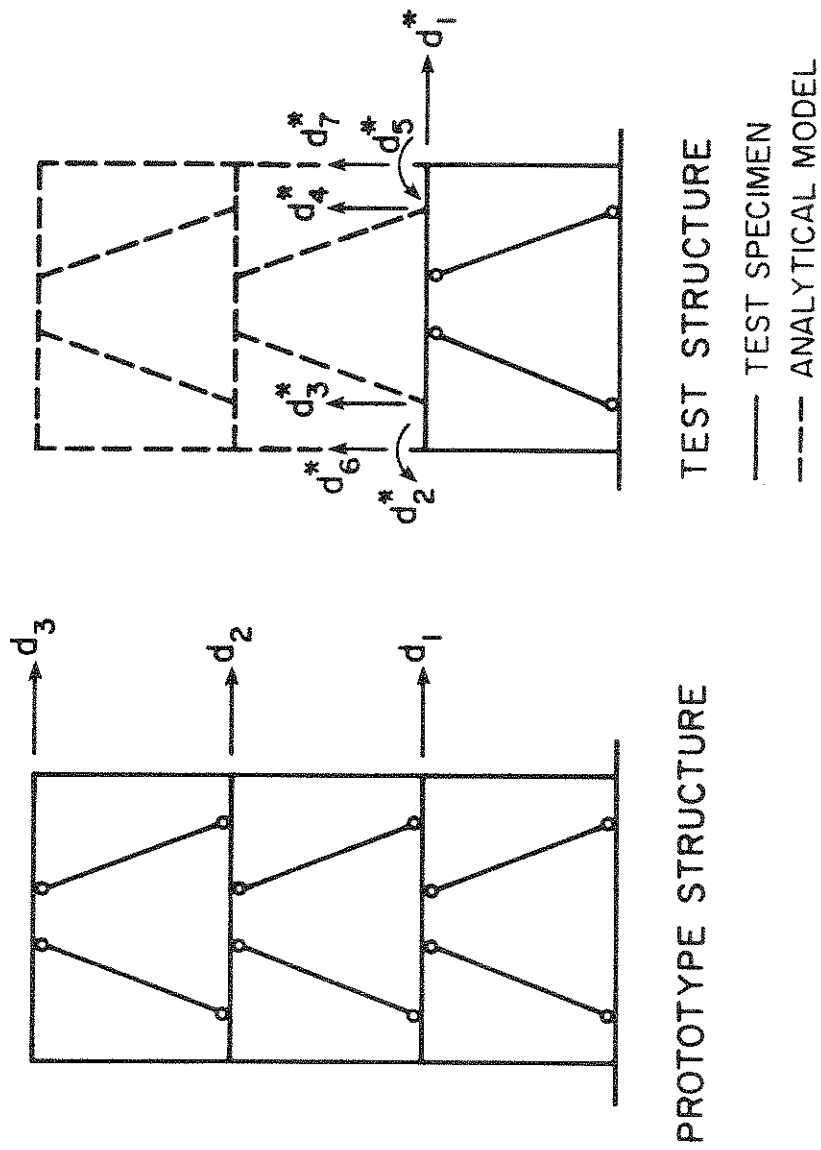 d3
d2
d1
PROTOTYPE STRUCTURE
d*7
d*4
d*5
d*1
d*3
d*6
d*2
TEST STRUCTURE
TEST SPECIMEN
ANALYTICAL MODEL